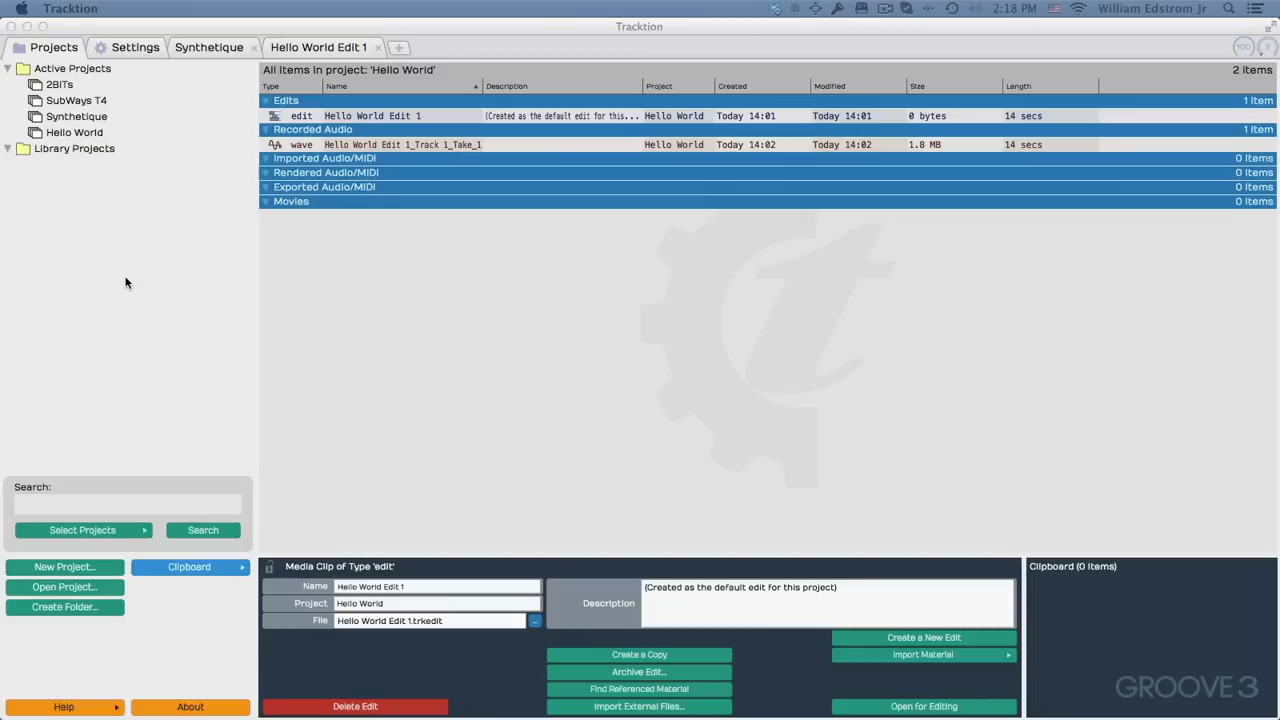 Tracktion
2:18 PM
William Edstrom Jr
Tracktion
Projects
Settings
Synthetique
Hello World Edit 1
100
2
Active Projects
2BITs
SubWays T4
Synthetique
Hello World
Library Projects
All items in project: 'Hello World'
2 items
Type Name Description Project Created Modified Size Length
Edits 1 Item
edit Hello World Edit 1 (Created as the default edit for this... Hello World Today 14:01 Today 14:01 0 bytes 14 secs
Recorded Audio 1 Item
wave Hello World Edit 1_Track 1_Take_1 Hello World Today 14:02 Today 14:02 1.8 MB 14 secs
Imported Audio/MIDI 0 Items
Rendered Audio/MIDI 0 Items
Exported Audio/MIDI 0 Items
Movies 0 Items
t
Search:
Select Projects
Search
New Project...
Clipboard
Open Project...
Create Folder...
Help
About
Media Clip of Type 'edit'
Name Hello World Edit 1
Project Hello World
File Hello World Edit 1.trkedit
...
Description
(Created as the default edit for this project)
Create a New Edit
Create a Copy
Import Material
Archive Edit...
Find Referenced Material
Delete Edit
Import External Files...
Open for Editing
Clipboard (0 Items)
GROOVE3